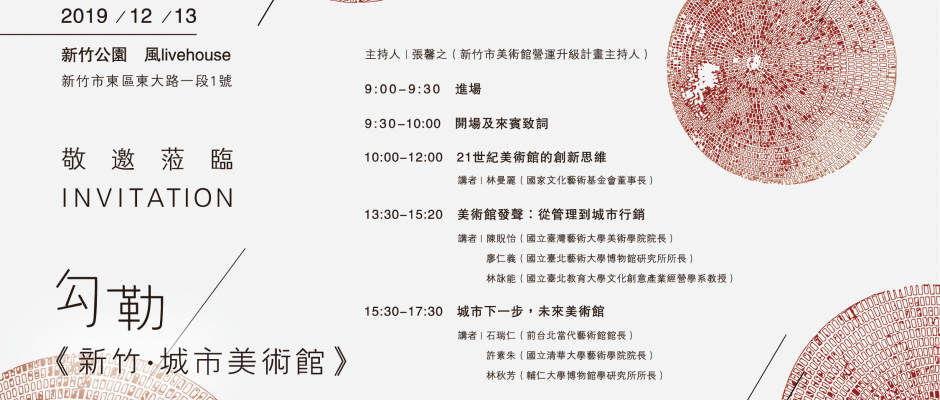 2019 / 12 / 13
新竹公園　風livehouse
新竹市東區東大路一段1號
敬邀蒞臨
INVITATION
勾勒
《新竹·城市美術館》
主持人 | 張馨之（新竹市美術館營運升級計畫主持人）
9:00–9:30 進場
9:30–10:00 開場及來賓致詞
10:00–12:00 21世紀美術館的創新思維
講者 | 林曼麗（國家文化藝術基金會董事長）
13:30–15:20 美術館發聲：從管理到城市行銷
講者 | 陳貺怡（國立臺灣藝術大學美術學院院長）
廖仁義（國立臺北藝術大學博物館研究所所長）
林詠能（國立臺北教育大學文化創意產業經營學系教授）
15:30–17:30 城市下一步，未來美術館
講者 | 石瑞仁（前台北當代藝術館館長）
許素朱（國立清華大學藝術學院院長）
林秋芳（輔仁大學博物館學研究所所長）